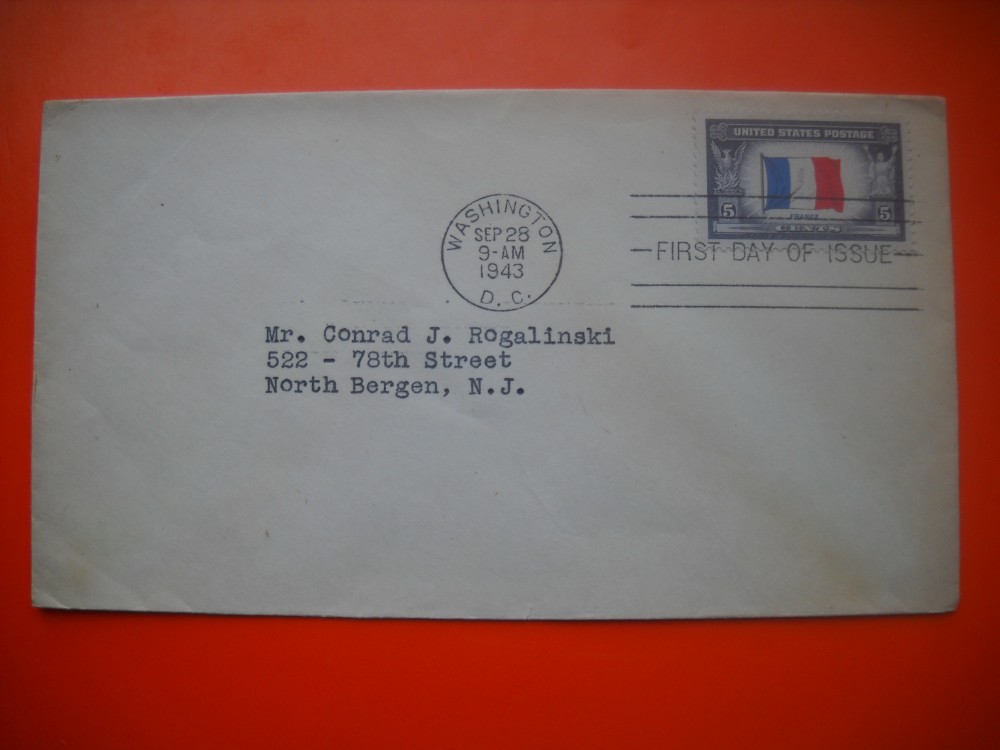 UNITED STATES POSTAGE
5 5
FRANCE
CENTS
WASHINGTON
SEP 28
9-AM
1943
D. C.
FIRST DAY OF ISSUE
Mr. Conrad J. Rogalinski
522 - 78th Street
North Bergen, N.J.